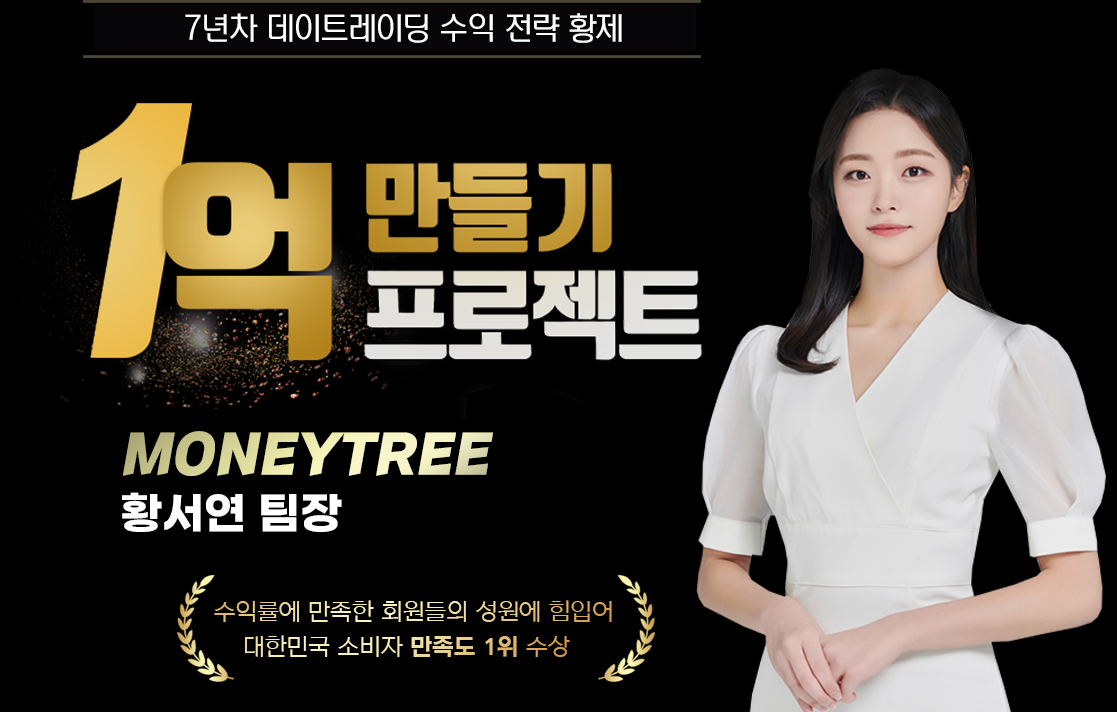 7년차 데이트레이딩 수익 전략 황제
1억 만들기
프로젝트
MONEYTREE
황서연 팀장
수익률에 만족한 회원들의 성원에 힘입어
대한민국 소비자 만족도 1위 수상